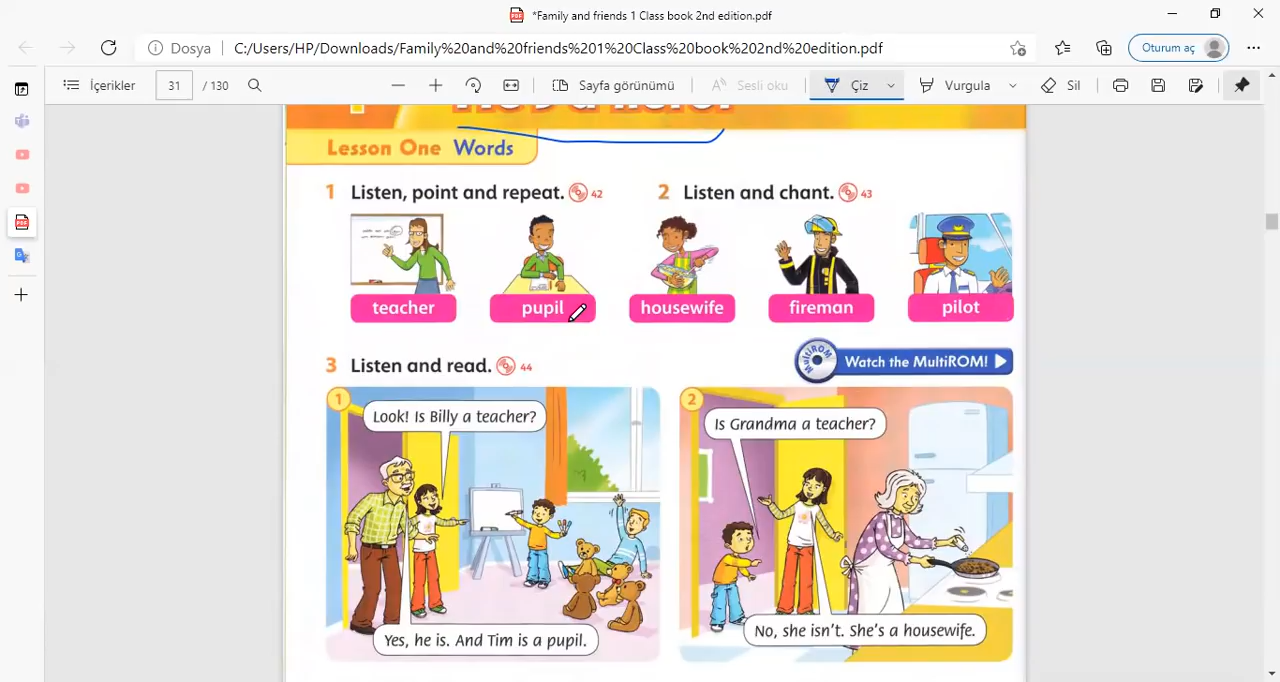 *Family and friends 1 Class book 2nd edition.pdf
Dosya
C:/Users/HP/Downloads/Family%20and%20friends%201%20Class%20book%202nd%20edition.pdf
Oturum aç
İçerikler
31 / 130
Sayfa görünümü
Sesli oku
Çiz
Vurgula
Sil
Lesson One Words
1 Listen, point and repeat. 42
2 Listen and chant. 43
teacher
pupil
housewife
fireman
pilot
3 Listen and read. 44
MultiROM
Watch the MultiROM!
1
Look! Is Billy a teacher?
Yes, he is. And Tim is a pupil.
2
Is Grandma a teacher?
No, she isn't. She's a housewife.